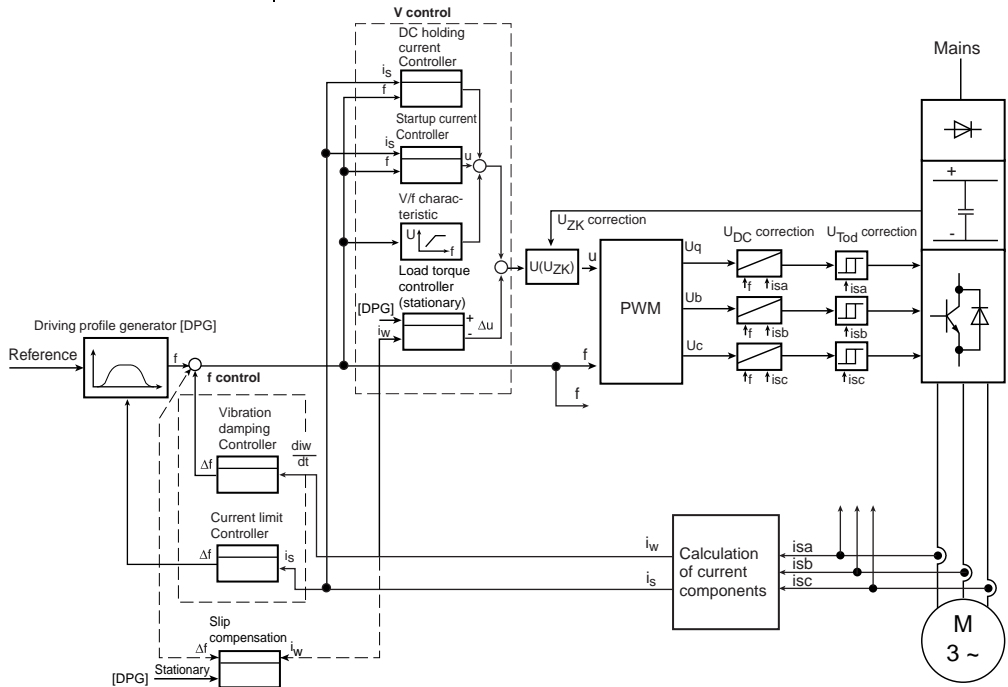 V control
DC holding
current
Controller
is
f
Startup current
Controller
is
f
u
V/f charac-
teristic
U
f
Load torque
controller
(stationary)
[DPG]
iw
+
-
Δu
Mains
+
-
UZK correction
U(UZK)
u
PWM
f
f
Uq
Ub
Uc
UDC correction
UTod correction
f
isa
isa
f
isb
isb
f
isc
isc
Driving profile generator [DPG]
Reference
f
f control
Vibration
damping
Controller
Δf
diw
dt
Current limit
Controller
Δf
is
Slip
compensation
Δf
iw
[DPG]
Stationary
iw
is
Calculation
of current
components
isa
isb
isc
M
3 ~